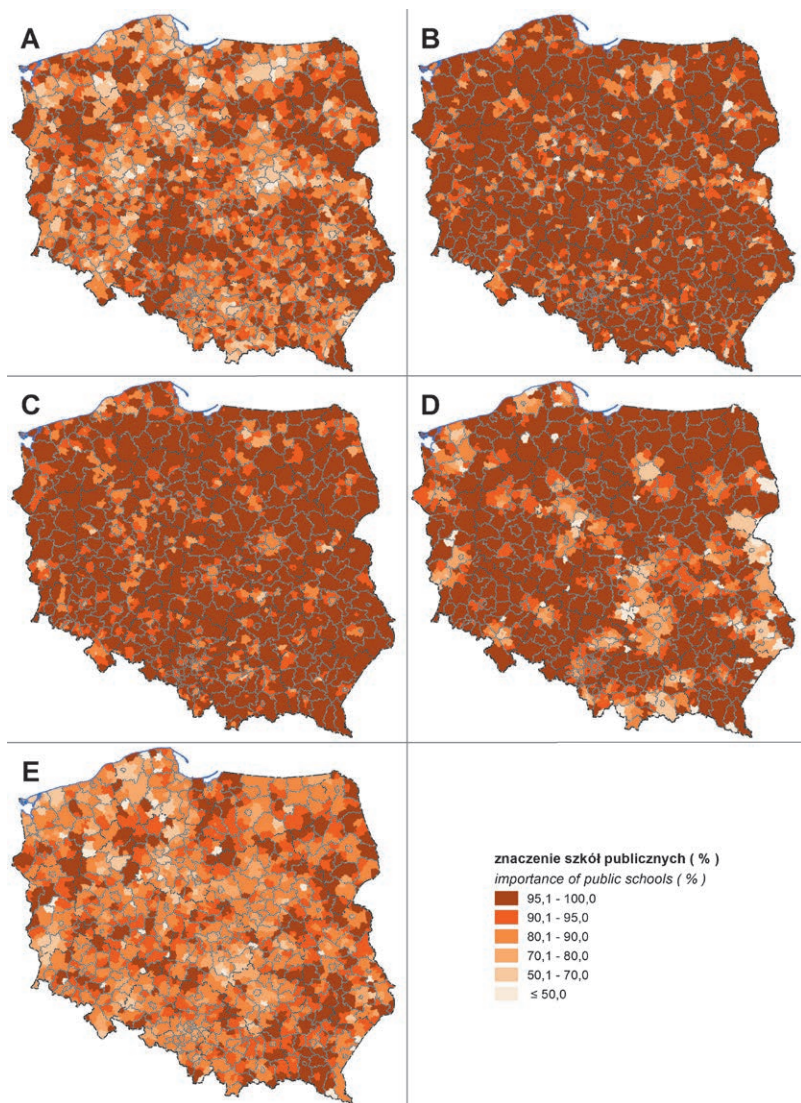 A
B
C
D
E
znaczenie szkół publicznych ( % )
importance of public schools ( % )
95,1 - 100,0
90,1 - 95,0
80,1 - 90,0
70,1 - 80,0
50,1 - 70,0
≤ 50,0